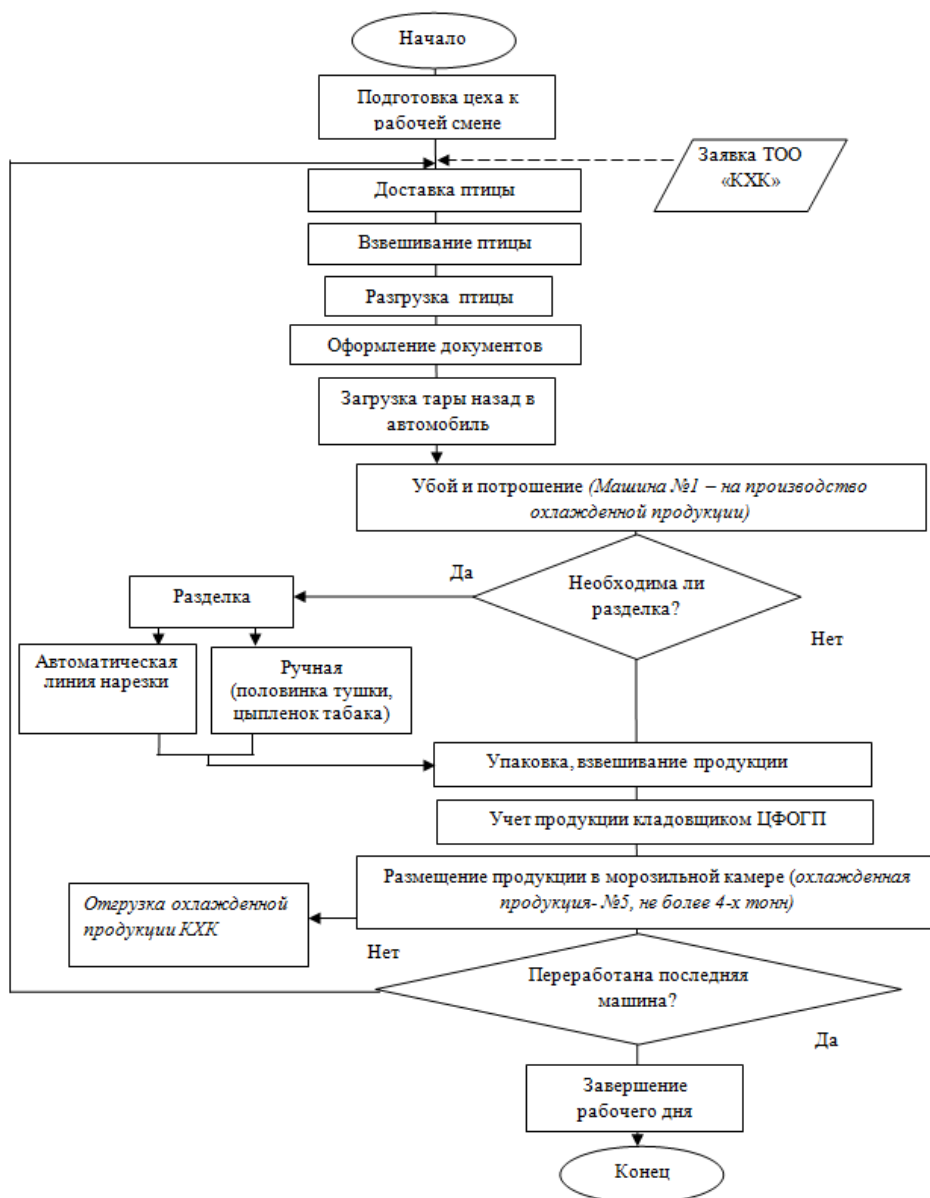 Начало
Подготовка цеха к
рабочей смене
Заявка ТОО
«КХК»
Доставка птицы
Взвешивание птицы
Разгрузка птицы
Оформление документов
Загрузка тары назад в
автомобиль
Убой и потрошение (Машина №1 – на производство
охлажденной продукции)
Да
Необходима ли
разделка?
Разделка
Нет
Автоматическая
линия нарезки
Ручная
(половинка тушки,
цыпленок табака)
Упаковка, взвешивание продукции
Учет продукции кладовщиком ЦФОГП
Размещение продукции в морозильной камере (охлажденная
продукция- №5, не более 4-х тонн)
Отгрузка охлажденной
продукции КХК
Нет
Переработана последняя
машина?
Да
Завершение
рабочего дня
Конец